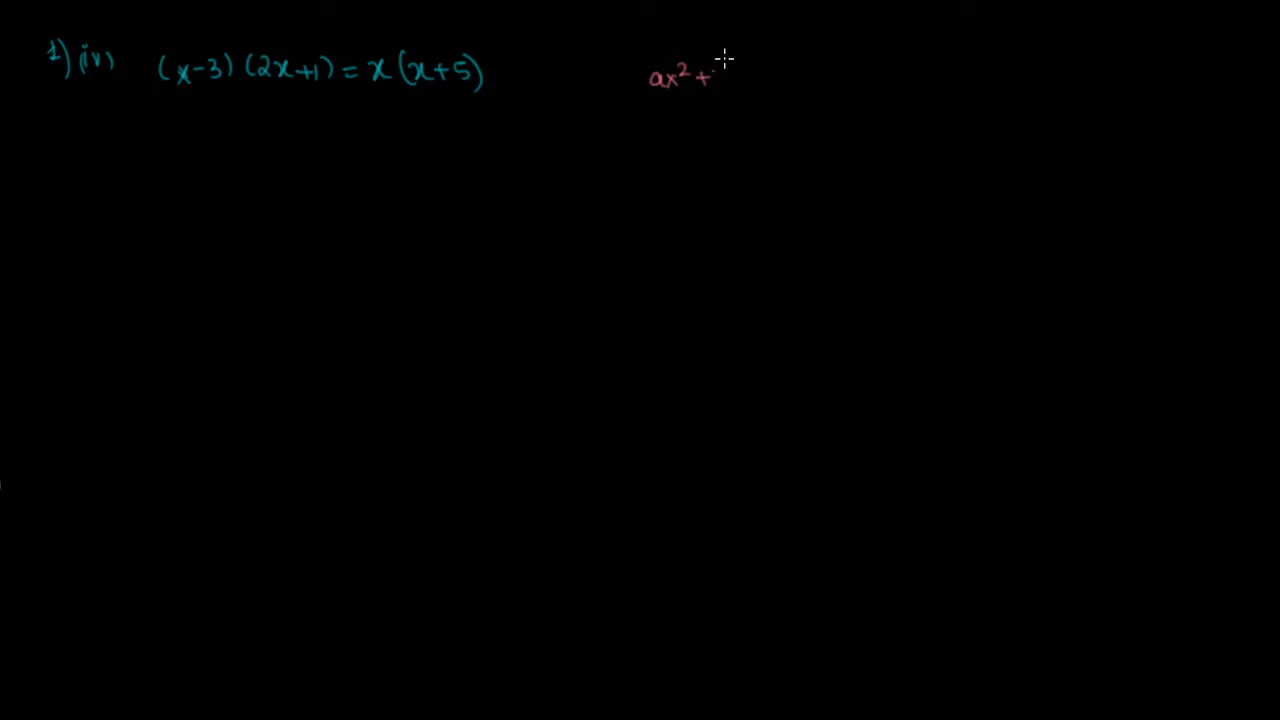 1) (iv) (x-3) (2x+1) = x (x+5) ax² +